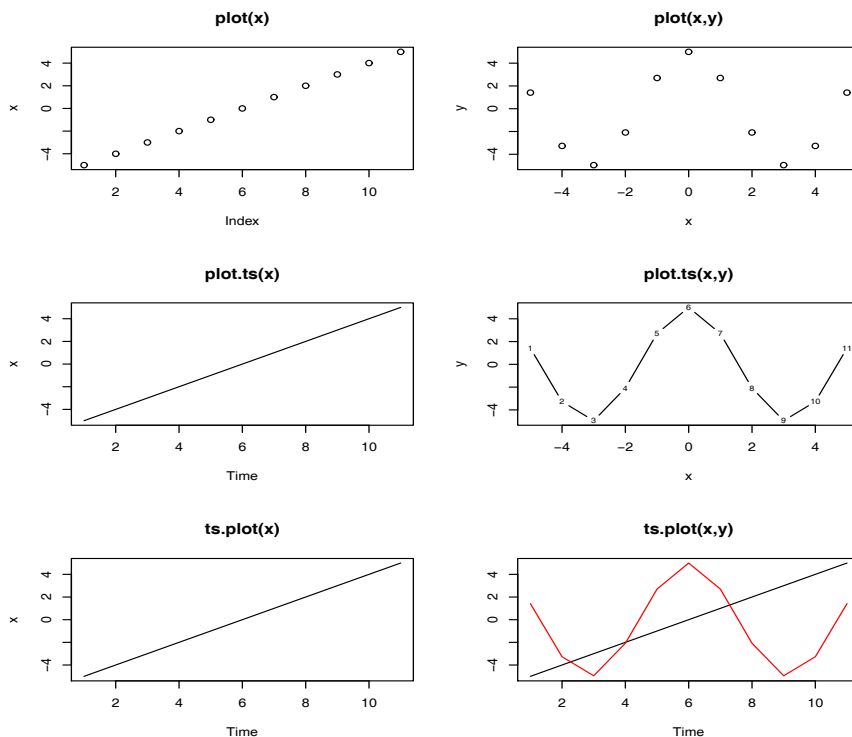 plot(x)
x
4
2
0
−4
2 4 6 8 10
Index
plot(x,y)
y
4
2
0
−4
−4 −2 0 2 4
x
plot.ts(x)
x
4
2
0
−4
2 4 6 8 10
Time
plot.ts(x,y)
y
4
2
0
−4
1 2 3 4 5 6 7 8 9 10 11
−4 −2 0 2 4
x
ts.plot(x)
x
4
2
0
−4
2 4 6 8 10
Time
ts.plot(x,y)
4
2
0
−4
2 4 6 8 10
Time